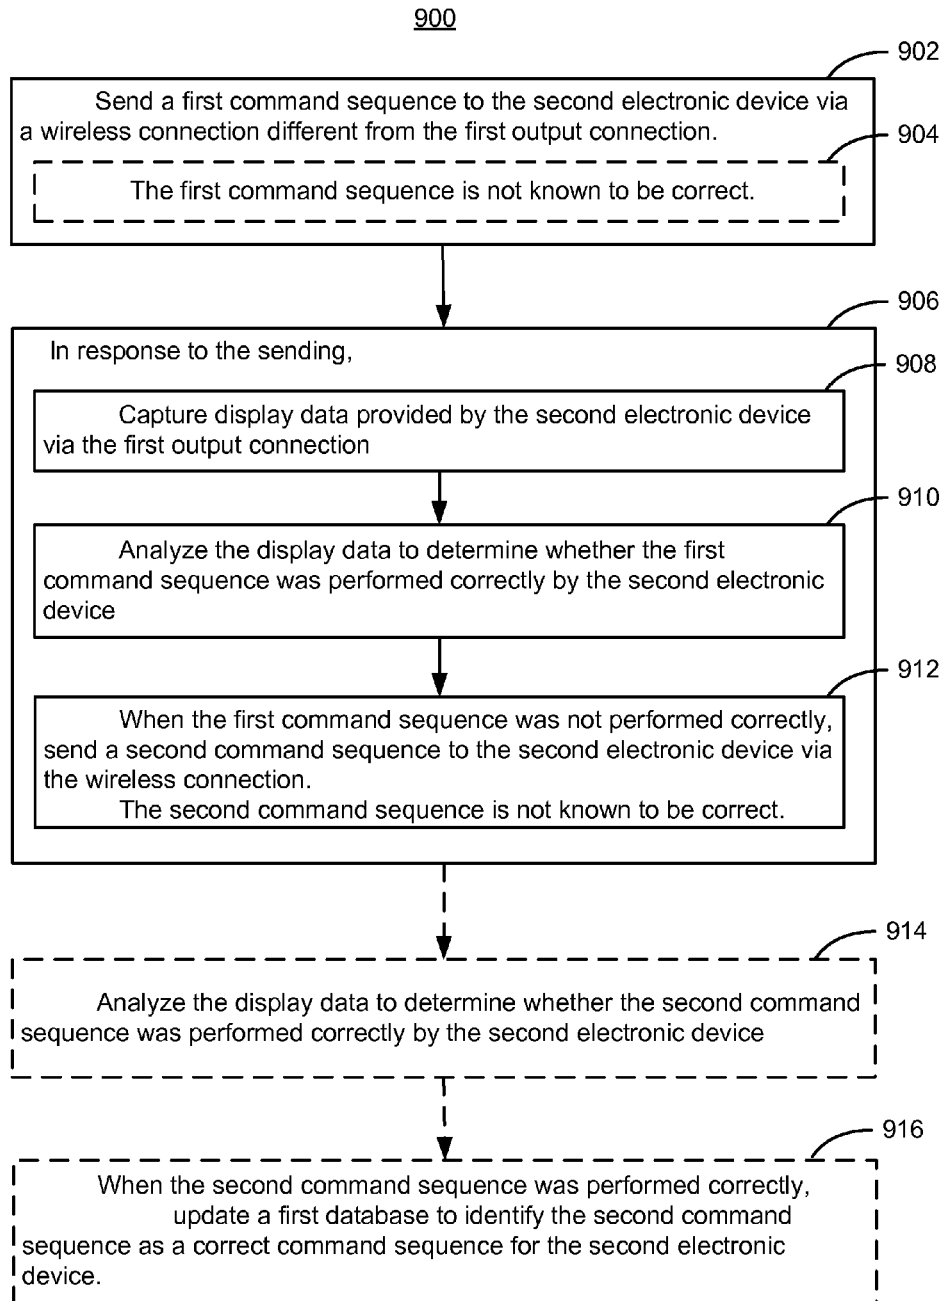 900
902
Send a first command sequence to the second electronic device via
a wireless connection different from the first output connection.
904
The first command sequence is not known to be correct.
906
In response to the sending,
908
Capture display data provided by the second electronic device
via the first output connection
910
Analyze the display data to determine whether the first
command sequence was performed correctly by the second electronic
device
912
When the first command sequence was not performed correctly,
send a second command sequence to the second electronic device via
the wireless connection.
The second command sequence is not known to be correct.
914
Analyze the display data to determine whether the second command
sequence was performed correctly by the second electronic device
916
When the second command sequence was performed correctly,
update a first database to identify the second command
sequence as a correct command sequence for the second electronic
device.